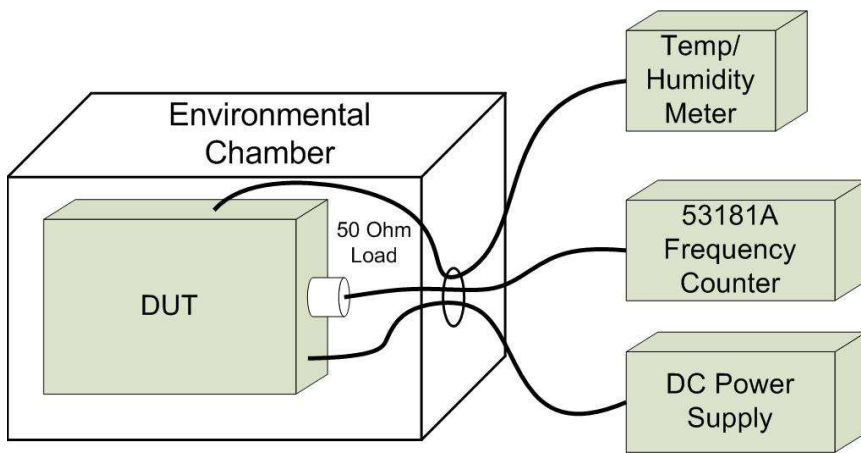 Environmental
Chamber
50 Ohm
Load
DUT
Temp/
Humidity
Meter
53181A
Frequency
Counter
DC Power
Supply